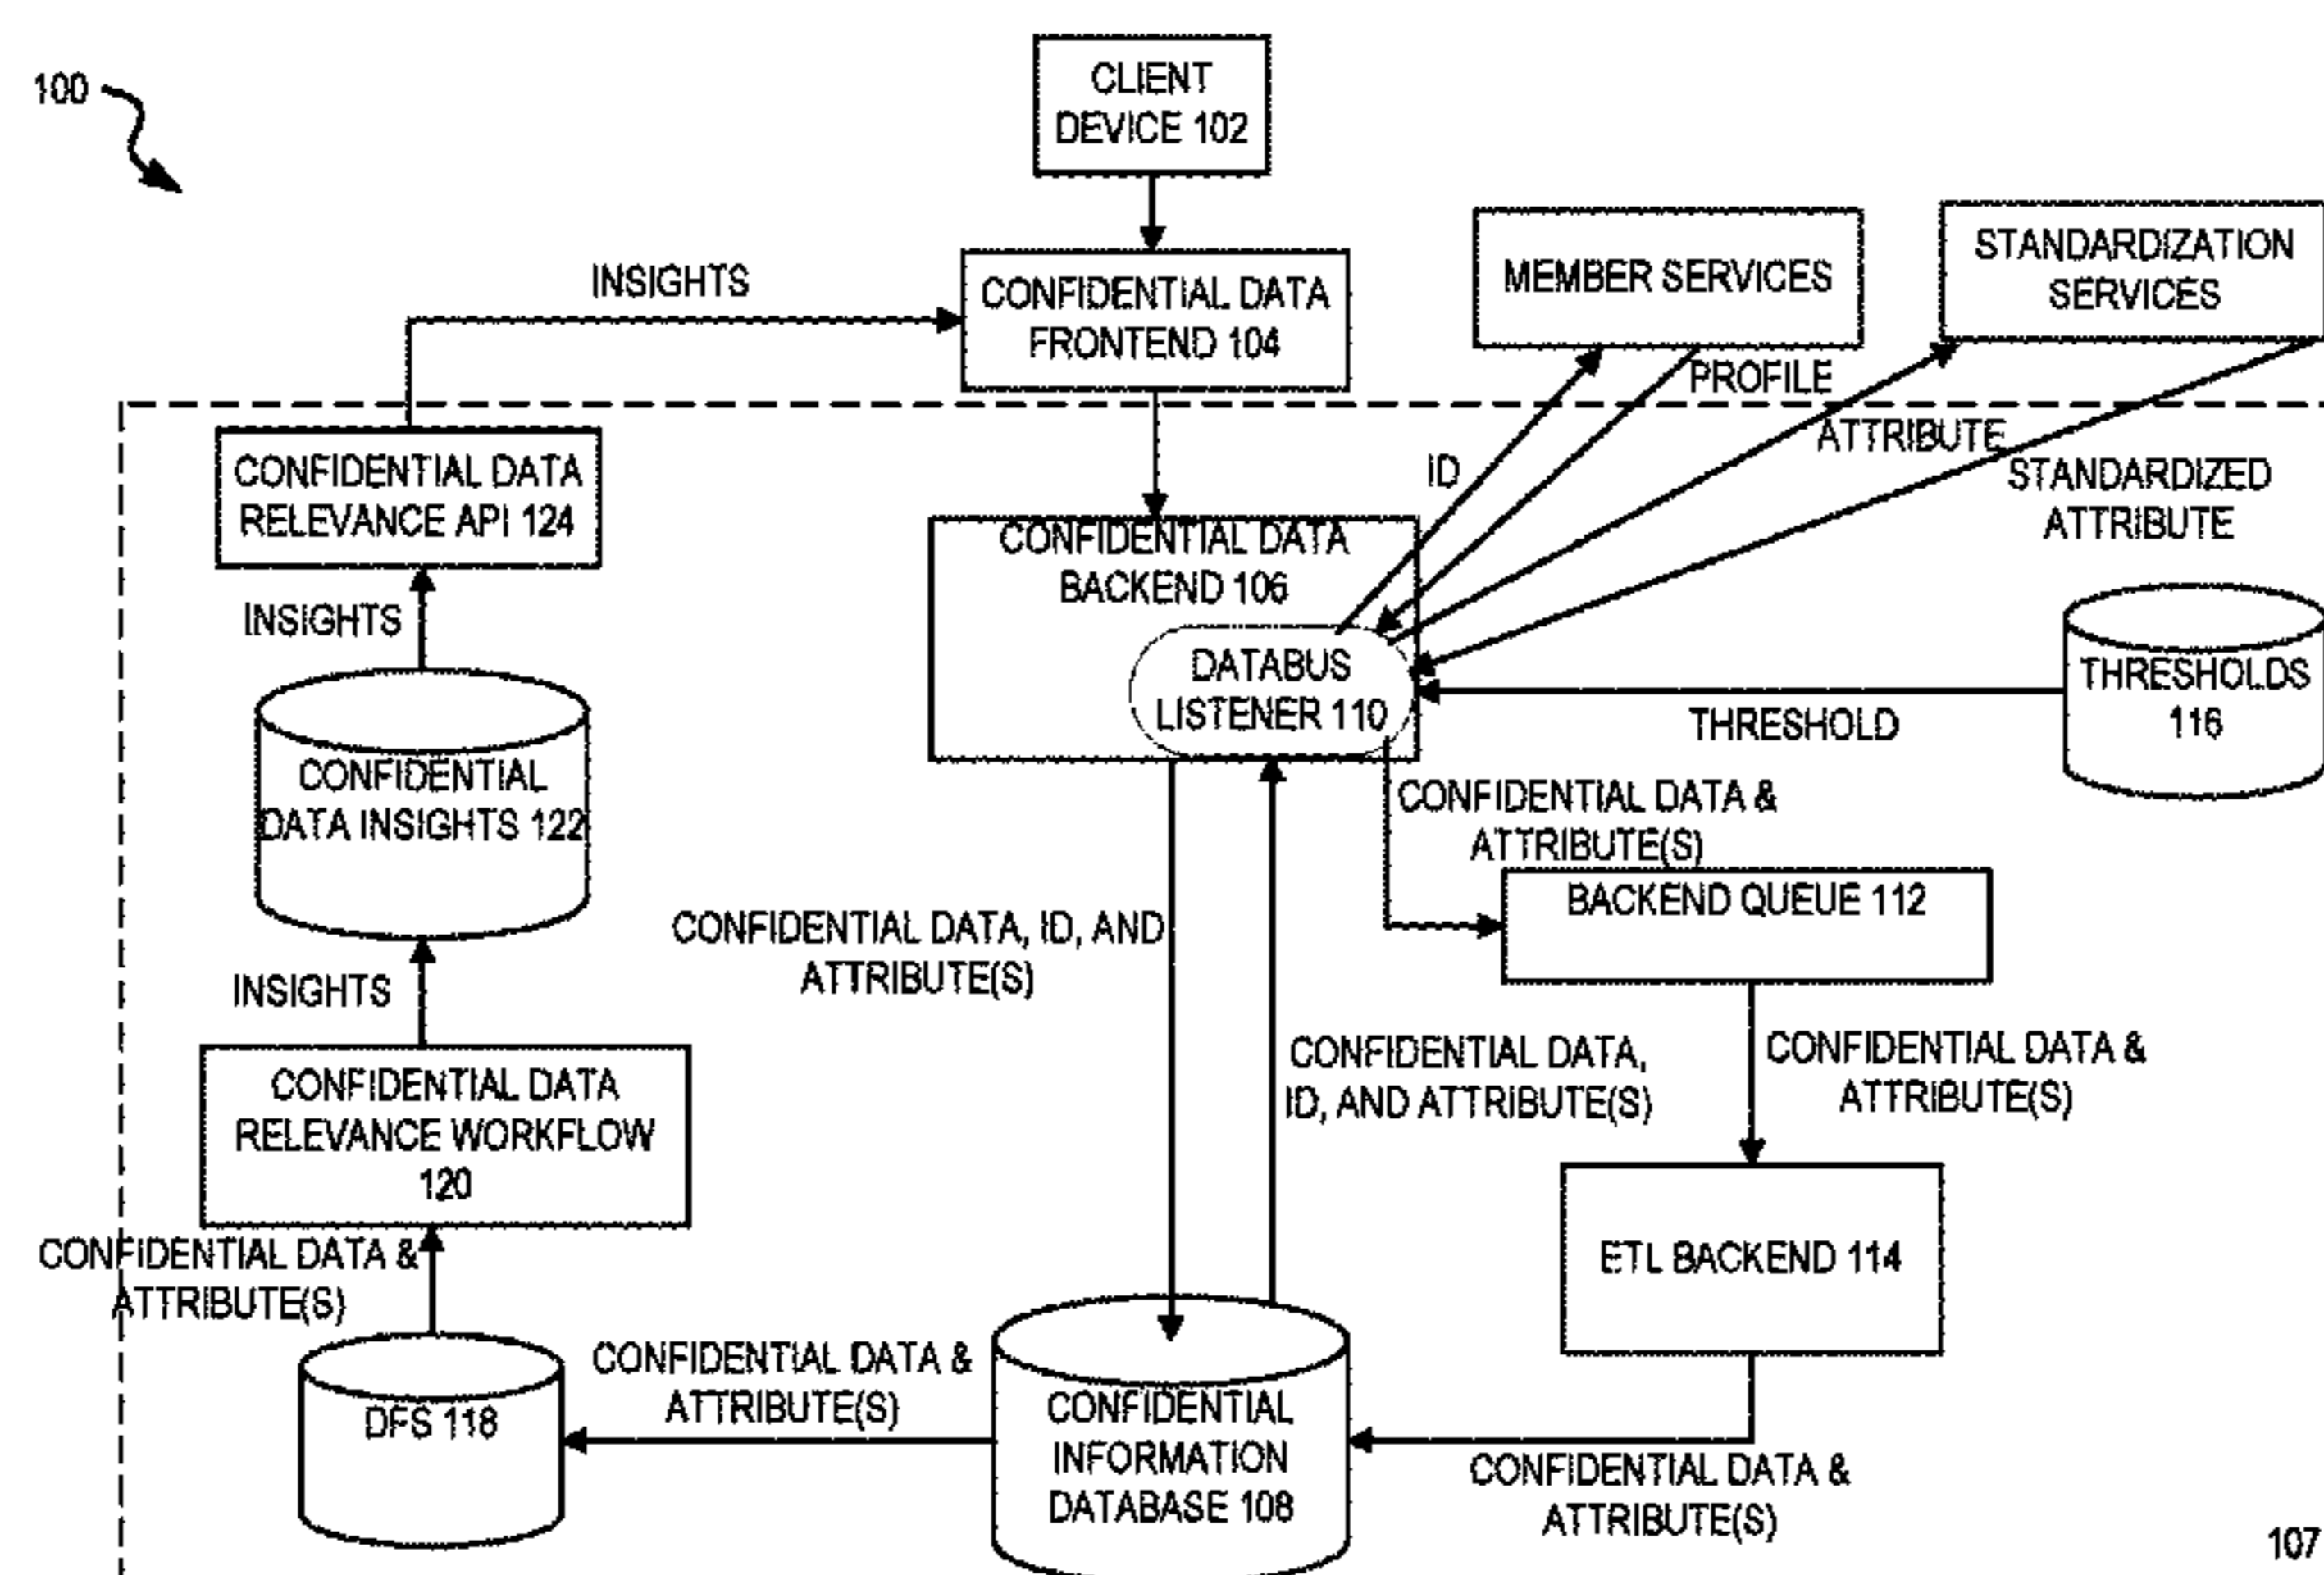 100
CLIENT
DEVICE 102
INSIGHTS
CONFIDENTIAL DATA
FRONTEND 104
MEMBER SERVICES
STANDARDIZATION
SERVICES
PROFILE
ATTRIBUTE
ID
STANDARDIZED
ATTRIBUTE
CONFIDENTIAL DATA
RELEVANCE API 124
CONFIDENTIAL DATA
BACKEND 106
INSIGHTS
DATABUS
LISTENER 110
THRESHOLD
THRESHOLDS
116
CONFIDENTIAL
DATA INSIGHTS 122
CONFIDENTIAL DATA &
ATTRIBUTE(S)
BACKEND QUEUE 112
CONFIDENTIAL DATA, ID, AND
ATTRIBUTE(S)
INSIGHTS
CONFIDENTIAL DATA,
ID, AND ATTRIBUTE(S)
CONFIDENTIAL DATA &
ATTRIBUTE(S)
CONFIDENTIAL DATA
RELEVANCE WORKFLOW
120
ETL BACKEND 114
CONFIDENTIAL DATA &
ATTRIBUTE(S)
CONFIDENTIAL DATA &
ATTRIBUTE(S)
DFS 118
CONFIDENTIAL
INFORMATION
DATABASE 108
CONFIDENTIAL DATA &
ATTRIBUTE(S)
107